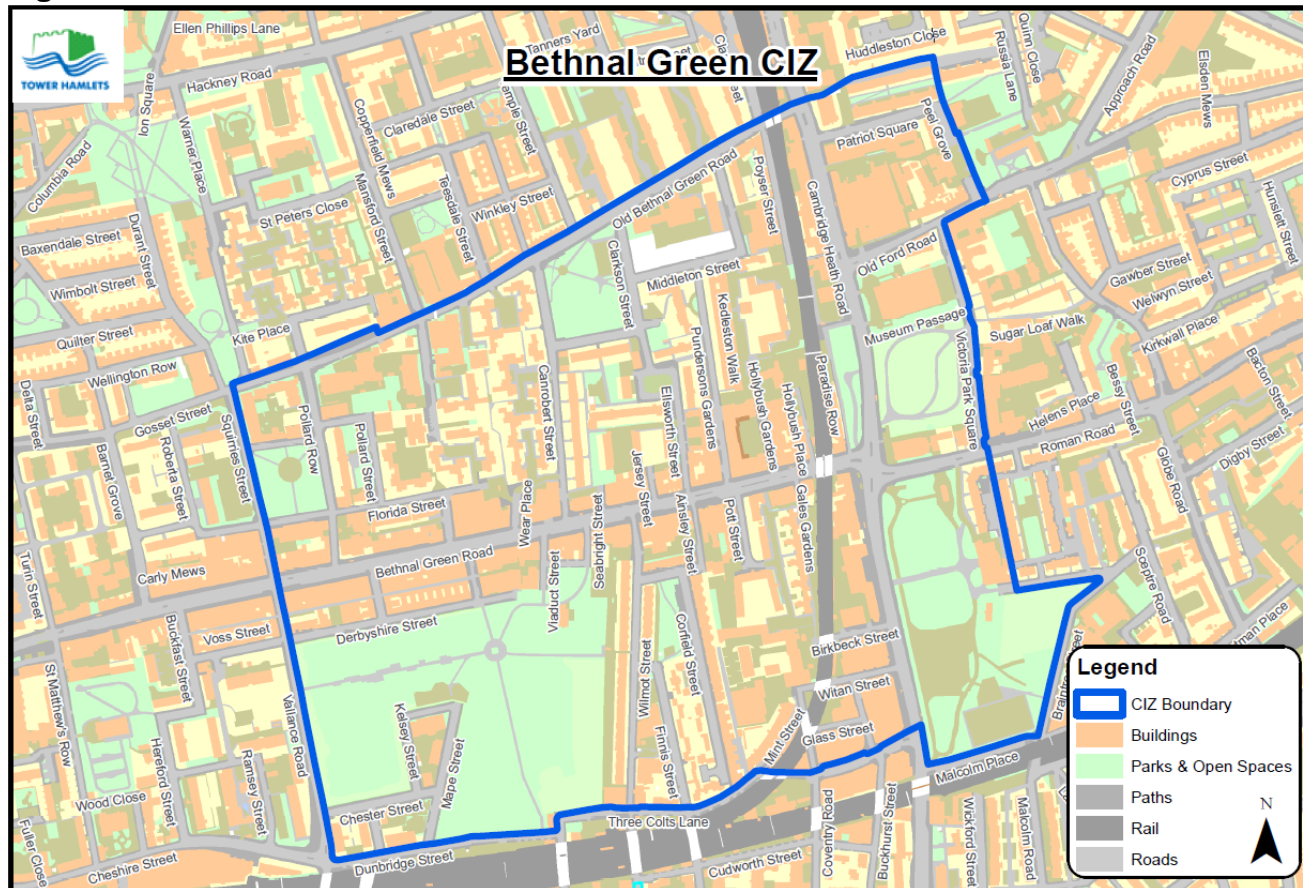 TOWER HAMLETS
Bethnal Green CIZ
Ellen Phillips Lane
Tanners Yard
Huddleston Close
Quinn Close
Russia Lane
Approach Road
Elsden Mews
Hackney Road
Ion Square
Columbia Road
Warner Place
Copperfield Mews
Claredale Street
Mansford Street
Teesdale Street
Winkley Street
St Peters Close
Old Bethnal Green Road
Poyser Street
Patriot Square
Peel Grove
Cambridge Heath Road
Cyprus Street
Hunslett Street
Baxendale Street
Durant Street
Wimbolt Street
Quilter Street
Kite Place
Wellington Row
Clarkson Street
Middleton Street
Old Ford Road
Gawber Street
Welwyn Street
Museum Passage
Sugar Loaf Walk
Kirkwall Place
Victoria Park Square
Delta Street
Gosset Street
Squirries Street
Pollard Row
Pollard Street
Canrobert Street
Ellsworth Street
Pundersons Gardens
Kedleston Walk
Hollybush Gardens
Hollybush Place
Paradise Row
Helens Place
Bessy Street
Bacton Street
Roman Road
Digby Street
Globe Road
Barnet Grove
Roberta Street
Florida Street
Wear Place
Jersey Street
Ainsley Street
Pott Street
Gales Gardens
Turin Street
Carly Mews
Bethnal Green Road
Viaduct Street
Seabright Street
Sceptre Road
Voss Street
Buckfast Street
Derbyshire Street
Wilmot Street
Corfield Street
Birkbeck Street
Witan Street
St Matthew's Row
Hereford Street
Ramsey Street
Vallance Road
Kelsey Street
Mape Street
Finnis Street
Mint Street
Glass Street
Malcolm Place
Wood Close
Fuller Close
Cheshire Street
Chester Street
Dunbridge Street
Three Colts Lane
Cudworth Street
Coventry Road
Buckhurst Street
Wickford Street
Malcolm Road
Legend
CIZ Boundary
Buildings
Parks & Open Spaces
Paths
Rail
Roads
N